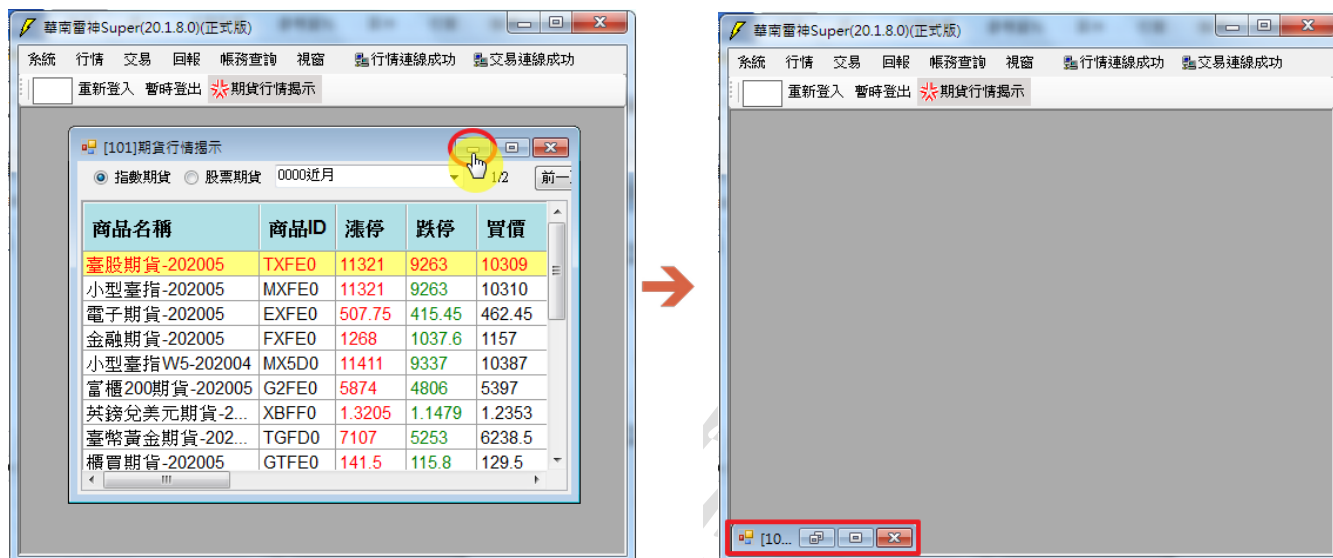 華南雷神Super(20.1.8.0)(正式版)
系統 行情 交易 回報 帳務查詢 視窗 行情連線成功 交易連線成功
重新登入 暫時登出 期貨行情揭示
[101]期貨行情揭示
指數期貨 股票期貨 0000近月 1/2 前一
商品名稱 商品ID 漲停 跌停 買價
臺股期貨-202005 TXFE0 11321 9263 10309
小型臺指-202005 MXFE0 11321 9263 10310
電子期貨-202005 EXFE0 507.75 415.45 462.45
金融期貨-202005 FXFE0 1268 1037.6 1157
小型臺指W5-202004 MX5D0 11411 9337 10387
富櫃200期貨-202005 G2FE0 5874 4806 5397
英鎊兌美元期貨-2... XBFF0 1.3205 1.1479 1.2353
臺幣黃金期貨-202... TGFD0 7107 5253 6238.5
櫃買期貨-202005 GTFE0 141.5 115.8 129.5
華南雷神Super(20.1.8.0)(正式版)
系統 行情 交易 回報 帳務查詢 視窗 行情連線成功 交易連線成功
重新登入 暫時登出 期貨行情揭示
[10...